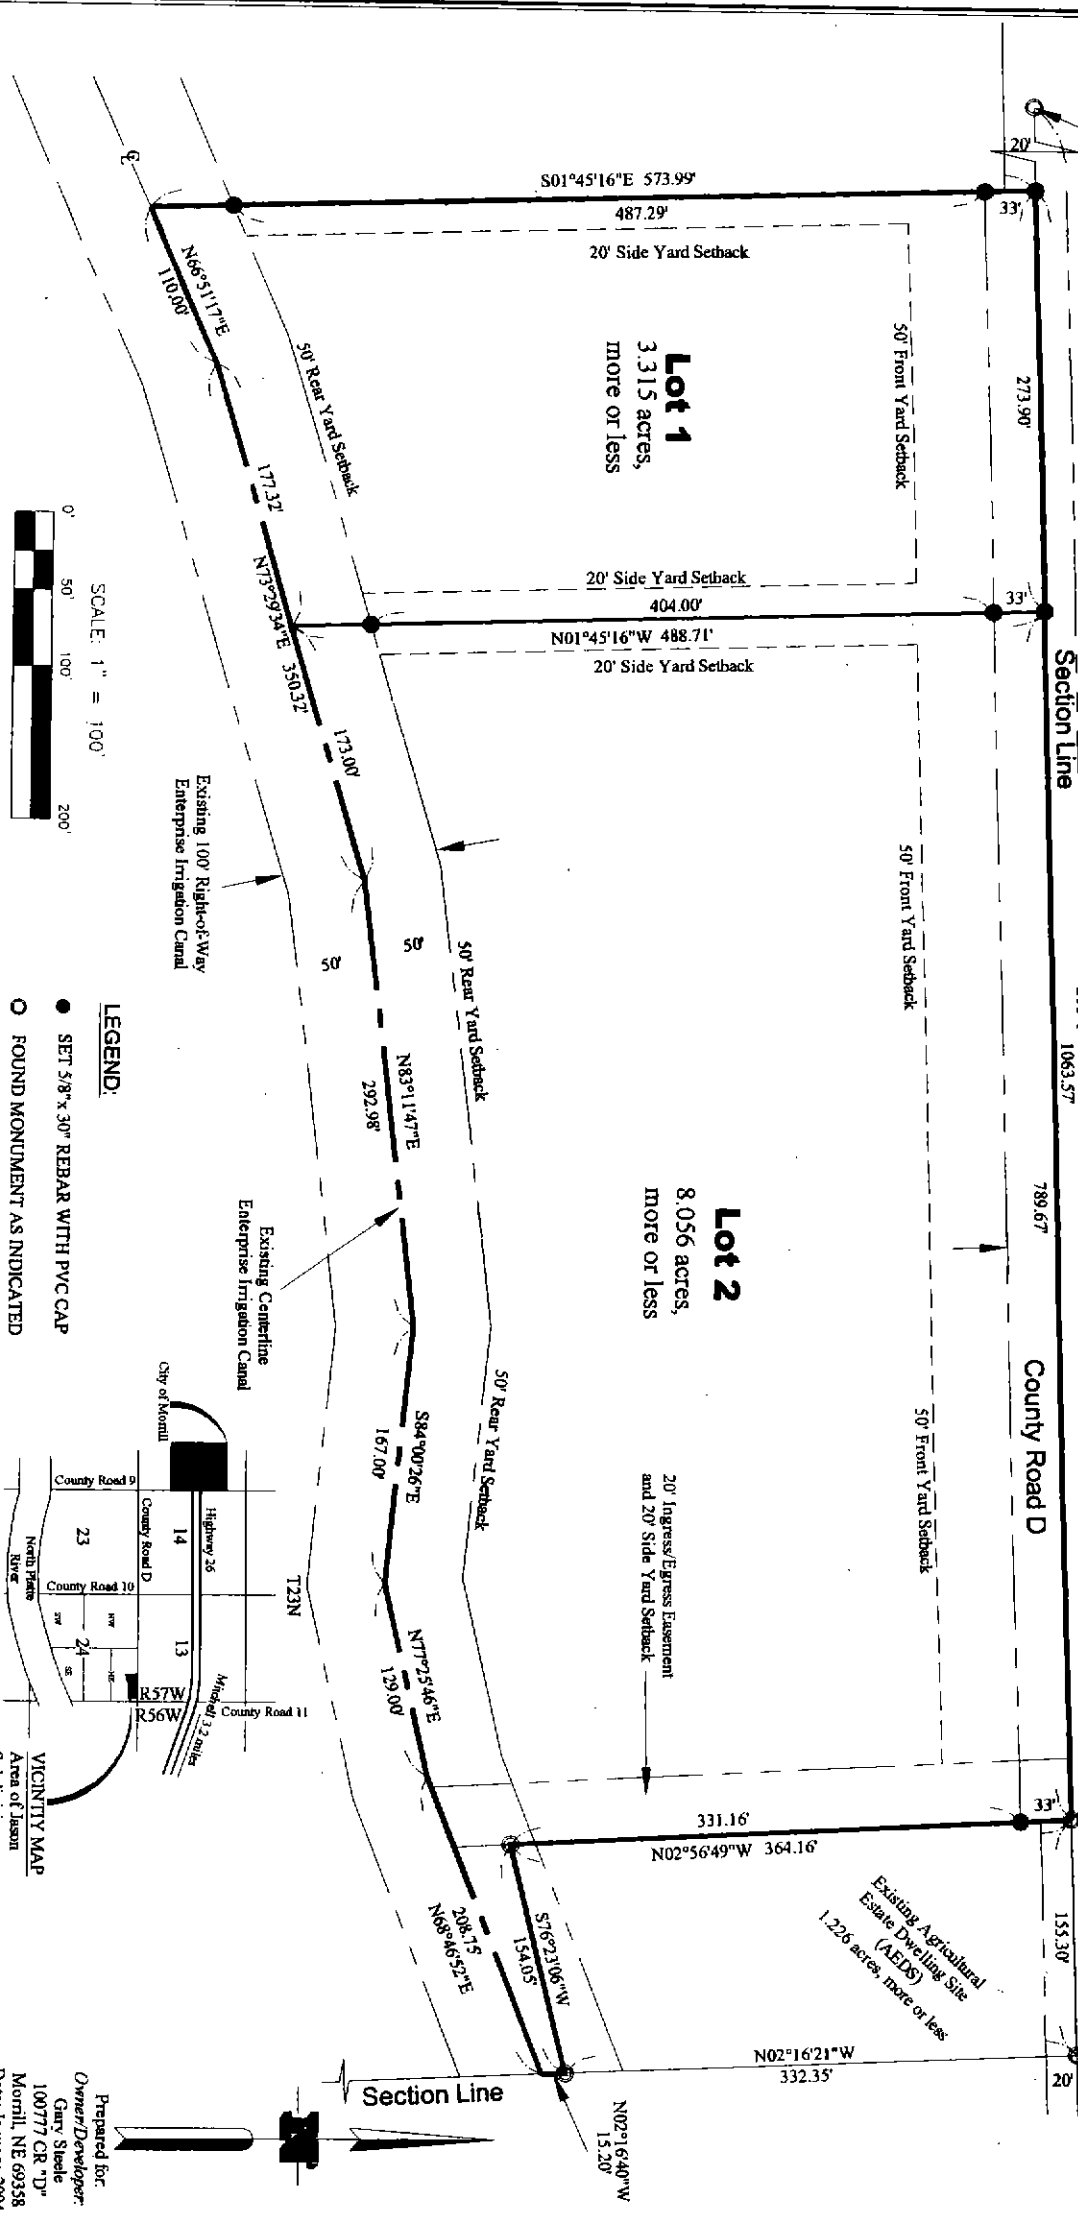 20'
S01°45'16"E 573.99'
487.29'
33'
20' Side Yard Setback
℄
N66°51'17"E
110.00'
Lot 1
3.315 acres,
more or less
50' Front Yard Setback
273.90'
50' Rear Yard Setback
177.32'
N73°29'34"E 350.32'
173.00'
20' Side Yard Setback
404.00'
33'
N01°45'16"W 488.71'
20' Side Yard Setback
Section Line
1063.57'
789.67'
County Road D
50' Front Yard Setback
50' Front Yard Setback
Lot 2
8.056 acres,
more or less
50' Rear Yard Setback
50' Rear Yard Setback
50'
50'
Existing 100' Right-of-Way
Enterprise Irrigation Canal
N83°11'47"E
292.98'
Existing Centerline
Enterprise Irrigation Canal
S84°00'26"E
167.00'
N77°25'46"E
129.00'
20' Ingress/Egress Easement
and 20' Side Yard Setback
33'
331.16'
N02°56'49"W 364.16'
208.75'
N68°46'52"E
S76°23'06"W
154.05'
Existing Agricultural
Estate Dwelling Site
(AEDS)
1.226 acres, more or less
155.30'
N02°16'21"W
332.35'
20'
Section Line
N02°16'40"W
15.20'
T23N
SCALE: 1" = 100'
0' 50' 100' 200'
LEGEND:
SET 5/8"x 30" REBAR WITH PVC CAP
FOUND MONUMENT AS INDICATED
City of Morrill
County Road 9
Highway 26
14
13
County Road D
23
County Road 10
NW
NE
24
SW
SE
North Platte
River
R57W
R56W
County Road 11
Mitchell 3.2 miles
VICINTIY MAP
Area of Jason
N
Prepared for:
Owner/Developer:
Gary Steele
100777 CR "D"
Morrill, NE 69358